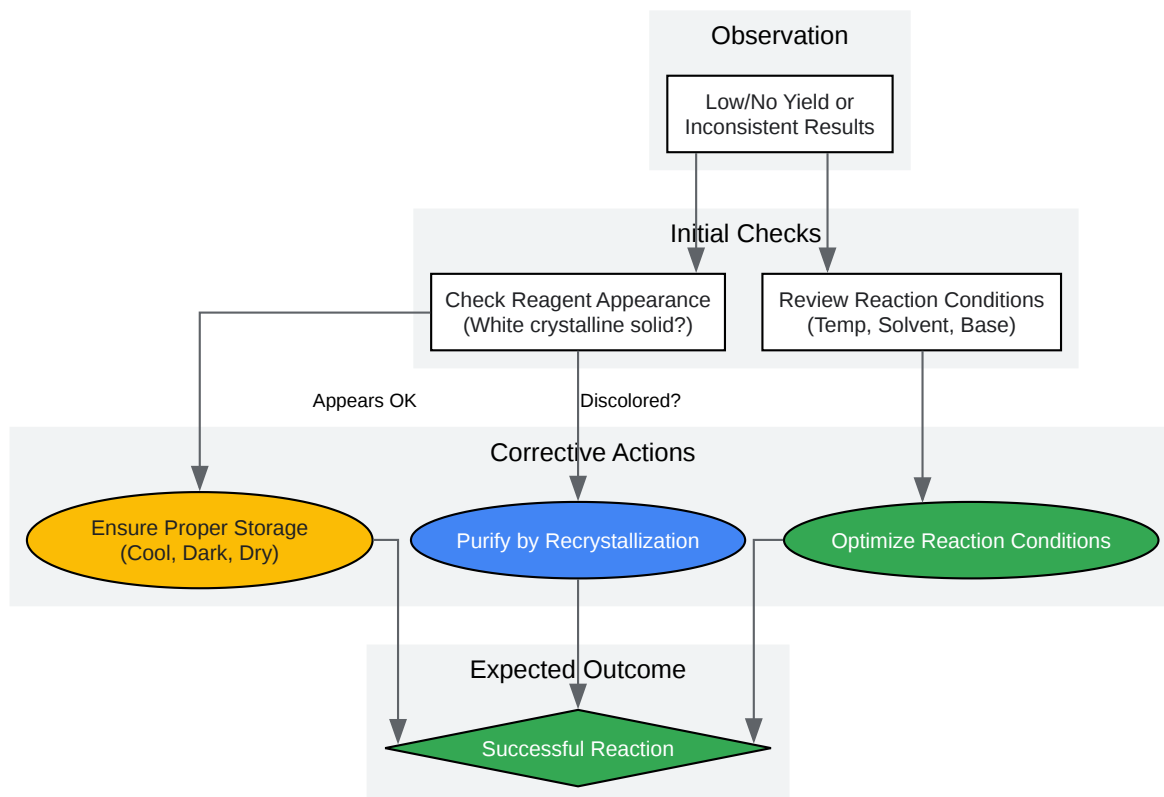 Observation
Low/No Yield or
Inconsistent Results
Initial Checks
Check Reagent Appearance
(White crystalline solid?)
Review Reaction Conditions
(Temp, Solvent, Base)
Appears OK
Discolored?
Corrective Actions
Ensure Proper Storage
(Cool, Dark, Dry)
Purify by Recrystallization
Optimize Reaction Conditions
Expected Outcome
Successful Reaction